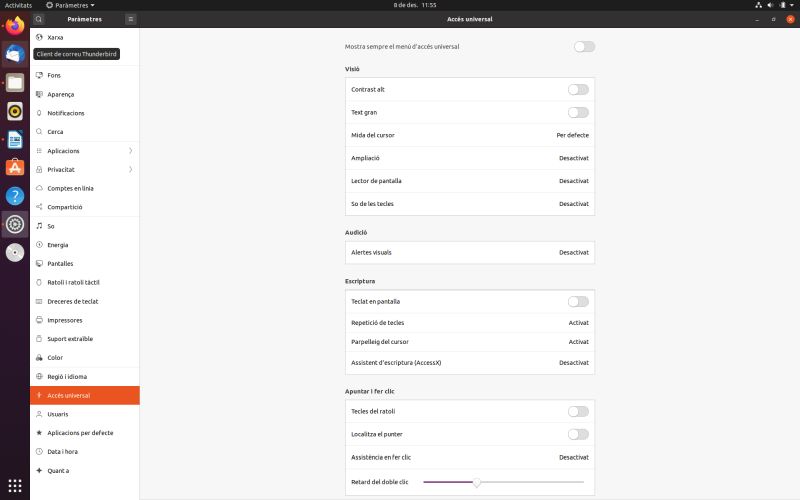 Activitats
Paràmetres
8 de des.  11:55
Paràmetres
Accés universal
Xarxa
Client de correu Thunderbird
Fons
Aparença
Notificacions
Cerca
Aplicacions
Privacitat
Comptes en línia
Compartició
So
Energia
Pantalles
Ratolí i ratolí tàctil
Dreceres de teclat
Impressores
Suport extraïble
Color
Regió i idioma
Accés universal
Usuaris
Aplicacions per defecte
Data i hora
Quant a
Mostra sempre el menú d'accés universal
Visió
Contrast alt
Text gran
Mida del cursor Per defecte
Ampliació Desactivat
Lector de pantalla Desactivat
So de les tecles Desactivat
Audició
Alertes visuals Desactivat
Escriptura
Teclat en pantalla
Repetició de tecles Activat
Parpelleig del cursor Activat
Assistent d'escriptura (AccessX) Desactivat
Apuntar i fer clic
Tecles del ratolí
Localitza el punter
Assistència en fer clic Desactivat
Retard del doble clic